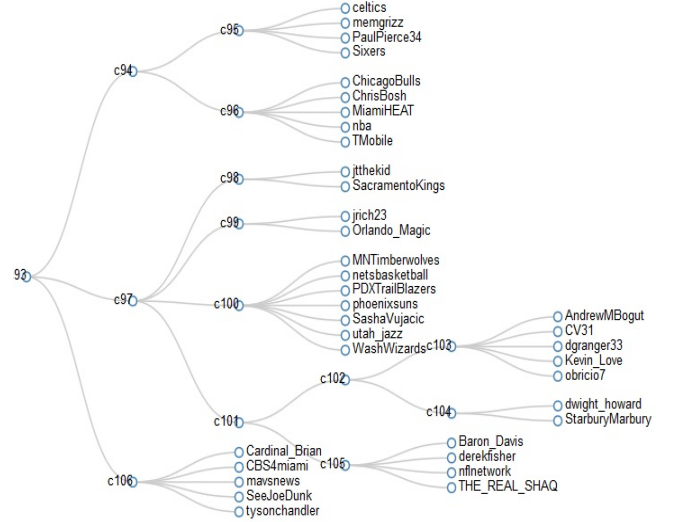 celtics
memgrizz
c95
PaulPierce34
Sixers
c94
ChicagoBulls
ChrisBosh
c96
MiamiHEAT
nba
TMobile
jtthekid
c98
SacramentoKings
jrich23
c99
Orlando_Magic
MNTimberwolves
93
netsbasketball
PDXTrailBlazers
c97
c100
phoenixsuns
SashaVujacic
AndrewMBogut
utah_jazz
CV31
WashWizards
c103
dgranger33
Kevin_Love
obricio7
c102
dwight_howard
c104
StarburyMarbury
c101
Baron_Davis
Cardinal_Brian
derekfisher
CBS4miami
c105
nflnetwork
c106
mavsnews
THE_REAL_SHAQ
SeeJoeDunk
tysonchandler